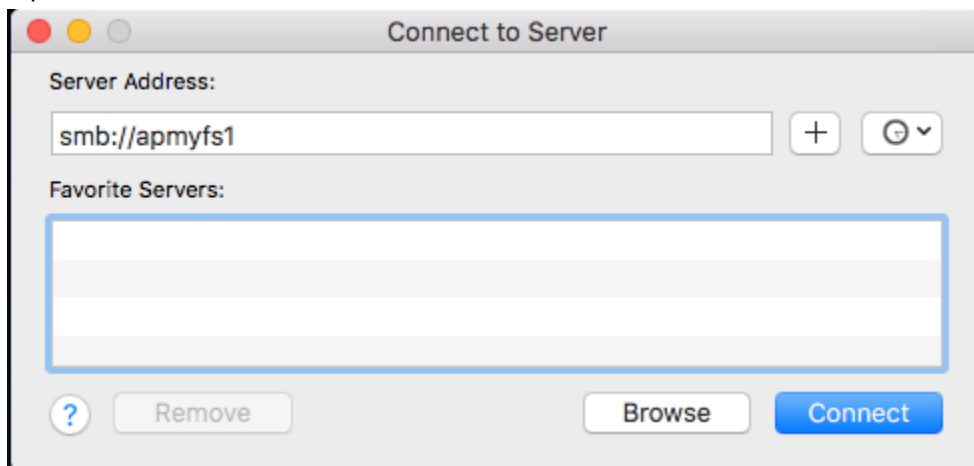 Connect to Server
Server Address:
smb://apmyfs1
Favorite Servers:
? Remove Browse Connect